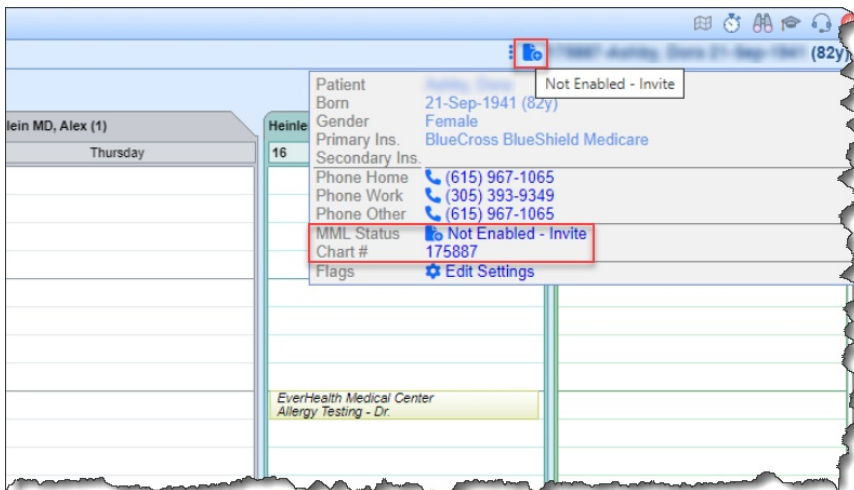 (82y)
Not Enabled - Invite
Patient
Born 21-Sep-1941 (82y)
Gender Female
Primary Ins. BlueCross BlueShield Medicare
Secondary Ins.
Phone Home (615) 967-1065
Phone Work (305) 393-9349
Phone Other (615) 967-1065
MML Status Not Enabled - Invite
Chart # 175887
Flags Edit Settings
lein MD, Alex (1)
Thursday
Heinle
16
EverHealth Medical Center
Allergy Testing - Dr.